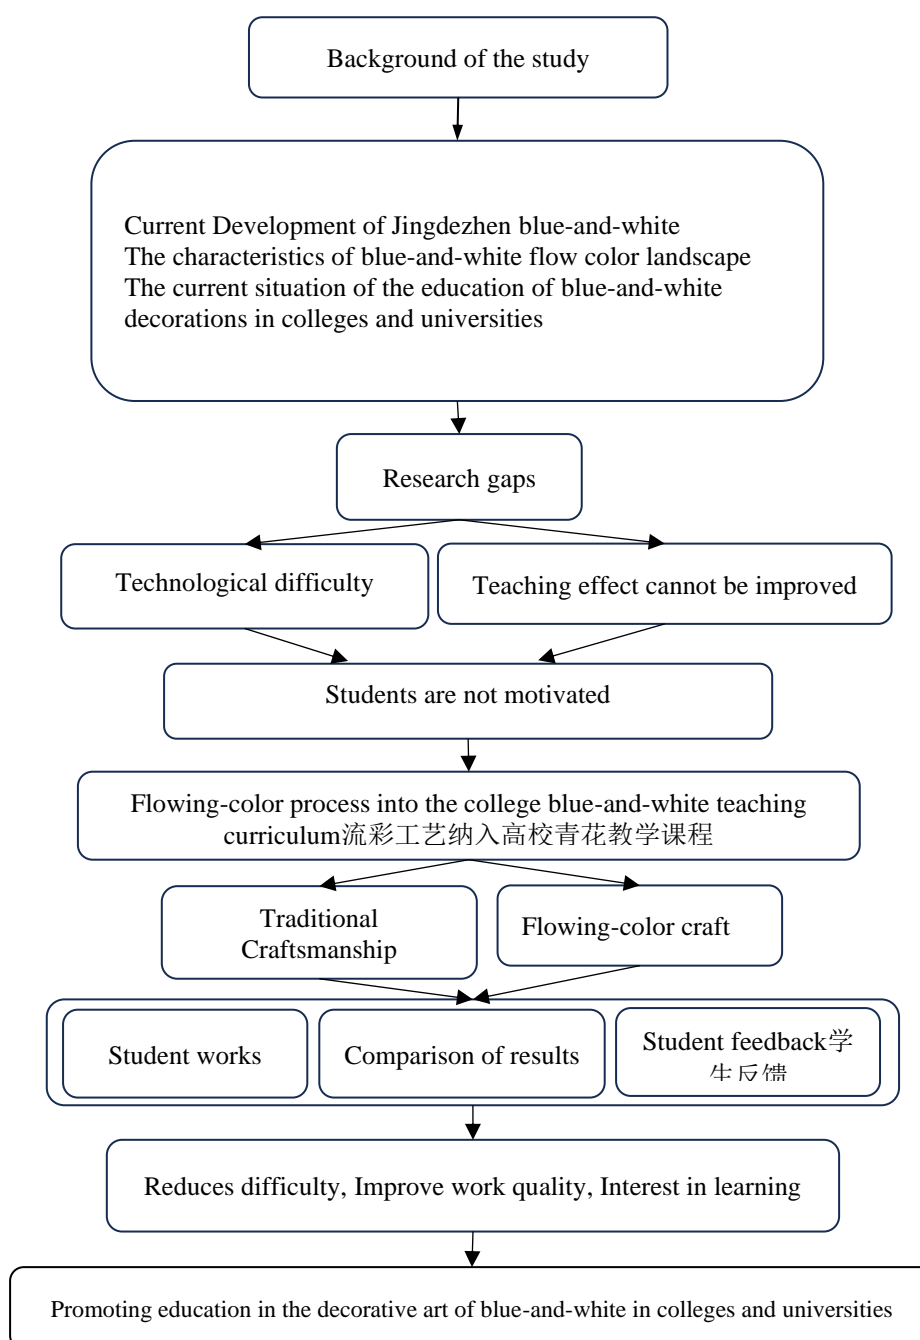 Background of the study
Current Development of Jingdezhen blue-and-white
The characteristics of blue-and-white flow color landscape
The current situation of the education of blue-and-white
decorations in colleges and universities
Research gaps
Technological difficulty
Teaching effect cannot be improved
Students are not motivated
Flowing-color process into the college blue-and-white teaching
curriculum流彩工艺纳入高校青花教学课程
Traditional
Craftsmanship
Flowing-color craft
Student works
Comparison of results
Student feedback学
生反馈
Reduces difficulty, Improve work quality, Interest in learning
Promoting education in the decorative art of blue-and-white in colleges and universities